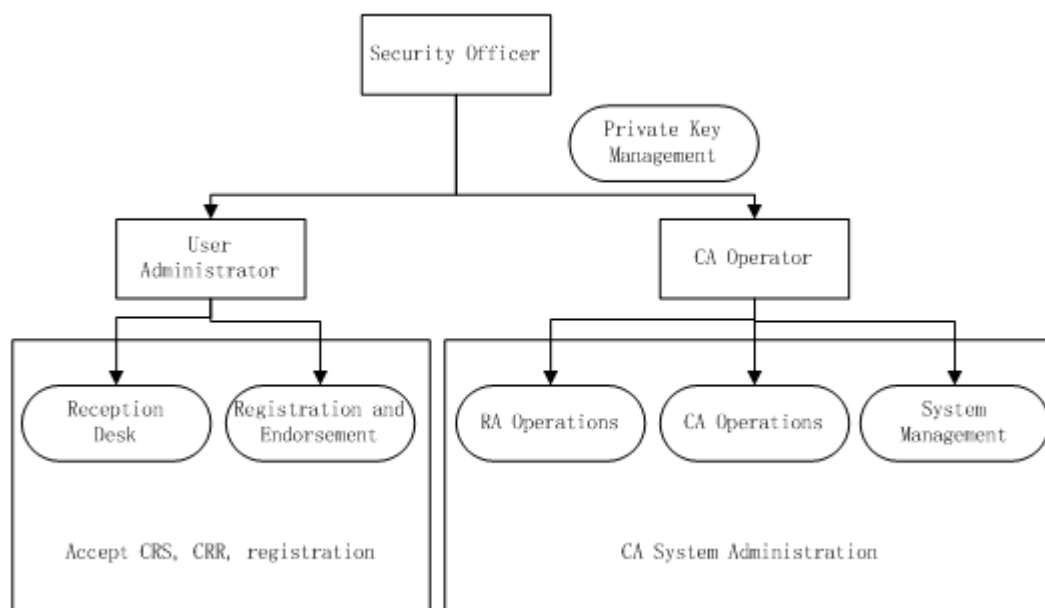 Security Officer
Private Key
Management
User
Administrator
CA Operator
Reception
Desk
Registration and
Endorsement
RA Operations
CA Operations
System
Management
Accept CRS, CRR, registration
CA System Administration